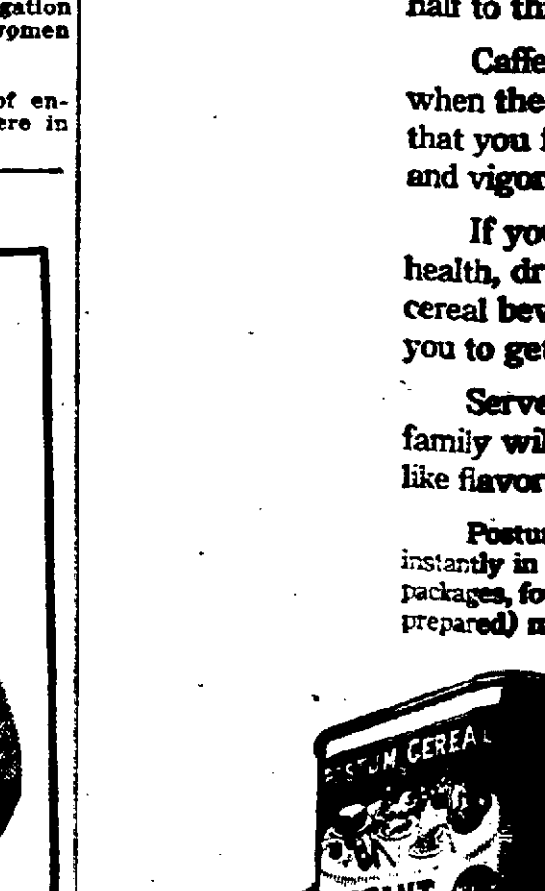 gation
women
of en-
ere in
half to th
Caffe
when the
that you f
and vigor
If you
health, dr
cereal bev
you to get
Serve
family wil
like flavor
Postu
instantly in
packages, fo
prepared) m
POSTUM CEREAL